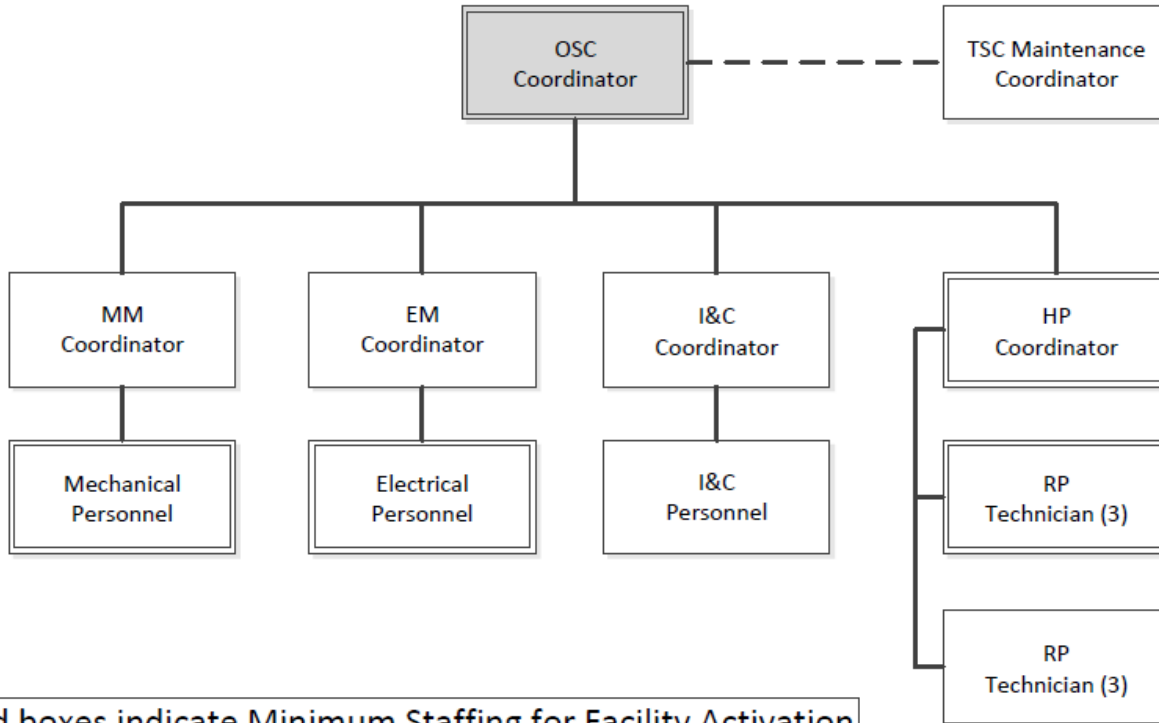 OSC
Coordinator
TSC Maintenance
Coordinator
MM
Coordinator
EM
Coordinator
I&C
Coordinator
HP
Coordinator
Mechanical
Personnel
Electrical
Personnel
I&C
Personnel
RP
Technician (3)
RP
Technician (3)
boxes indicate Minimum Staffing for Facility Activation